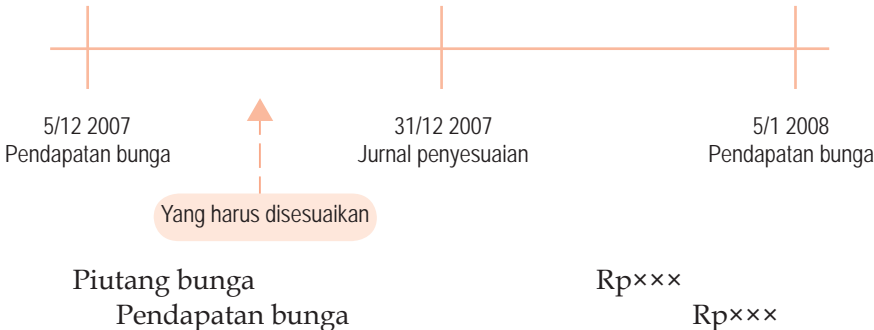 5/12 2007 31/12 2007 5/1 2008
Pendapatan bunga Jurnal penyesuaian Pendapatan bunga
Yang harus disesuaikan
Piutang bunga Rp×××
Pendapatan bunga Rp×××